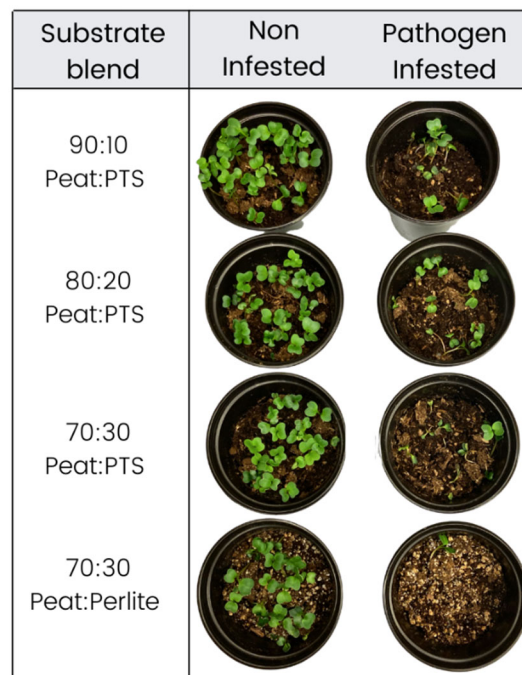 Substrate
blend
Non
Infested
Pathogen
Infested
90:10
Peat:PTS
80:20
Peat:PTS
70:30
Peat:PTS
70:30
Peat:Perlite